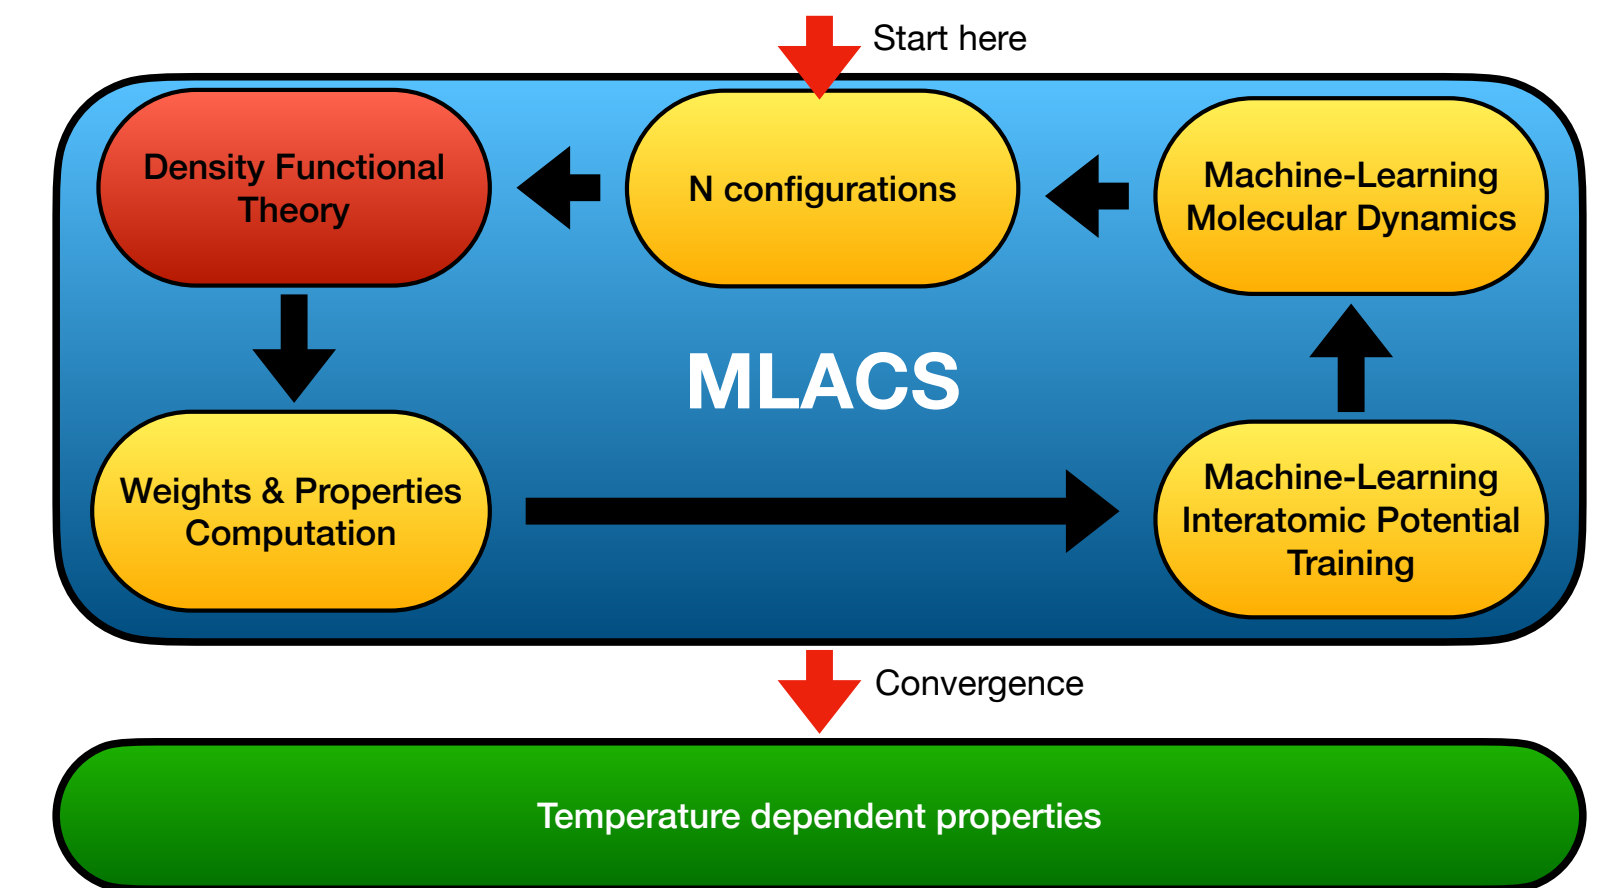 Start here
Density Functional
Theory
N configurations
Machine-Learning
Molecular Dynamics
MLACS
Weights & Properties
Computation
Machine-Learning
Interatomic Potential
Training
Convergence
Temperature dependent properties